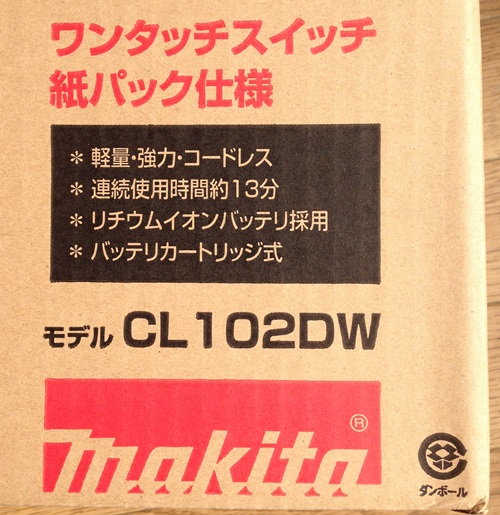 ワンタッチスイッチ
紙パック仕様
＊ 軽量・強力・コードレス
＊ 連続使用時間約13分
＊ リチウムイオンバッテリ採用
＊ バッテリカートリッジ式
モデル CL102DW
makita®
ダンボール